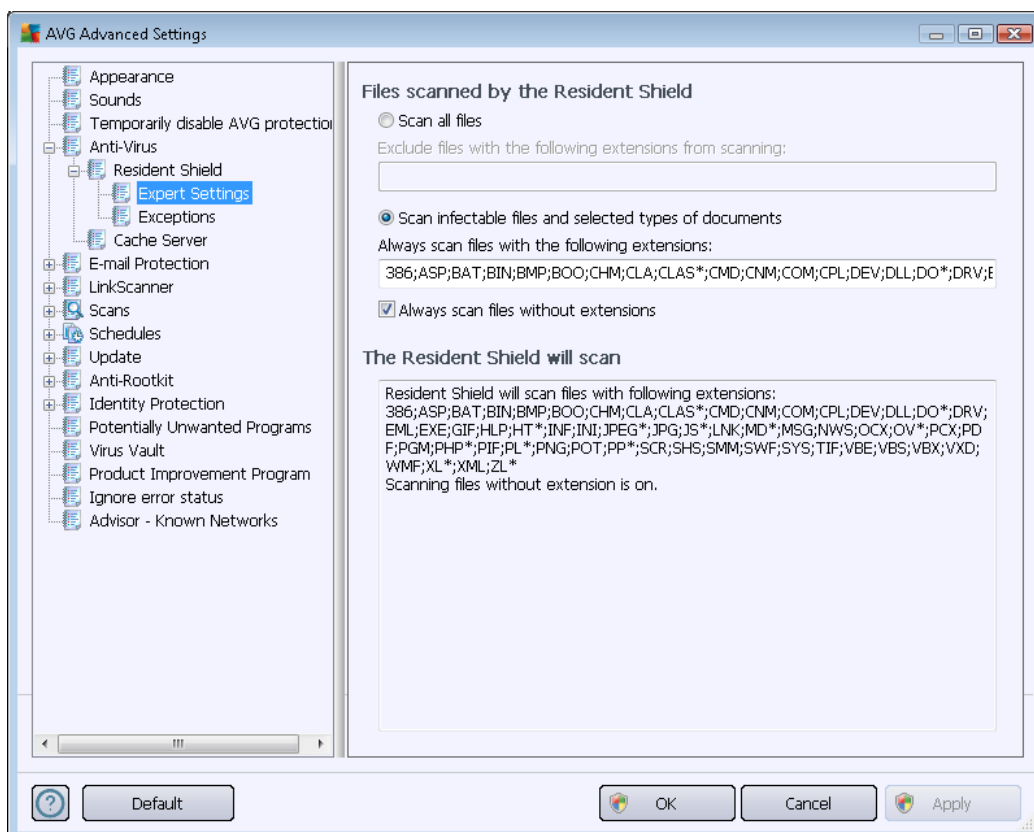 AVG Advanced Settings
Appearance
Sounds
Temporarily disable AVG protection
Anti-Virus
Resident Shield
Expert Settings
Exceptions
Cache Server
E-mail Protection
LinkScanner
Scans
Schedules
Update
Anti-Rootkit
Identity Protection
Potentially Unwanted Programs
Virus Vault
Product Improvement Program
Ignore error status
Advisor - Known Networks
Files scanned by the Resident Shield
Scan all files
Exclude files with the following extensions from scanning:
Scan infectable files and selected types of documents
Always scan files with the following extensions:
386;ASP;BAT;BIN;BMP;BOO;CHM;CLA;CLAS*;CMD;CNM;COM;CPL;DEV;DLL;DO*;DRV;E
Always scan files without extensions
The Resident Shield will scan
Resident Shield will scan files with following extensions:
386;ASP;BAT;BIN;BMP;BOO;CHM;CLA;CLAS*;CMD;CNM;COM;CPL;DEV;DLL;DO*;DRV;
EML;EXE;GIF;HLP;HT*;INF;INI;JPEG*;JPG;JS*;LNK;MD*;MSG;NWS;OCX;OV*;PCX;PD
F;PGM;PHP*;PIF;PL*;PNG;POT;PP*;SCR;SHS;SMM;SWF;SYS;TIF;VBE;VBS;VBX;VXD;
WMF;XL*;XML;ZL*
Scanning files without extension is on.
Default
OK
Cancel
Apply